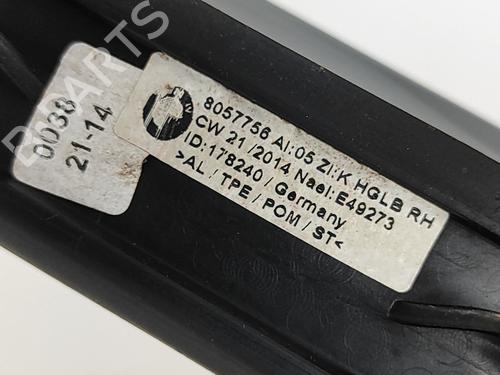 0038
21-14
8057756 AI:05 ZI:K HGLB RH
CW 21/2014 Nael:E49273
ID:178240/Germany
>AL/TPE/POM/ST<
B PARTS